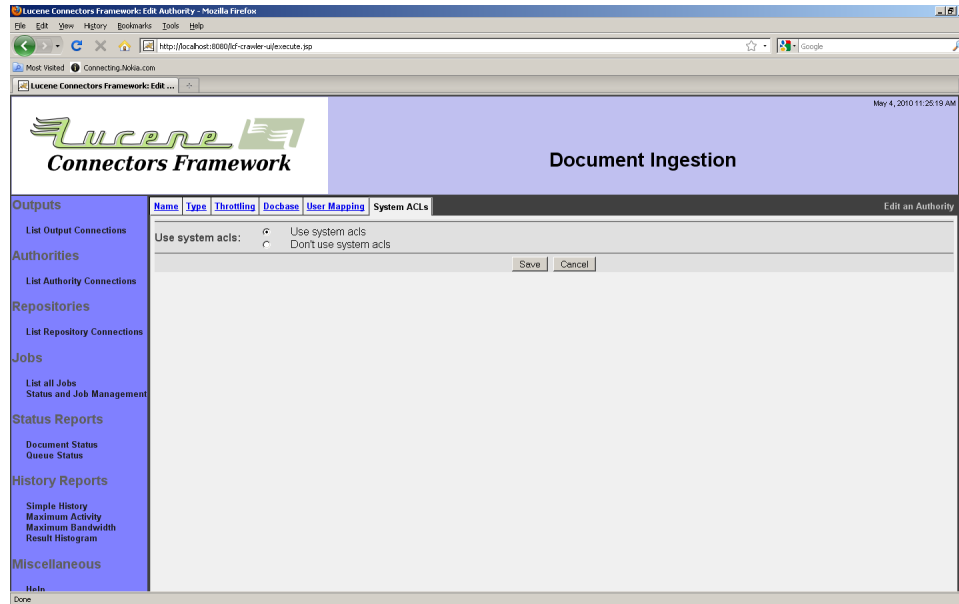 Lucene Connectors Framework: Edit Authority - Mozilla Firefox
File Edit View History Bookmarks Tools Help
http://localhost:8080/lcf-crawler-ui/execute.jsp
Google
Most Visited Connecting.Nokia.com
Lucene Connectors Framework: Edit ...
May 4, 2010 11:25:19 AM
Lucene
Connectors Framework
Document Ingestion
Outputs
List Output Connections
Authorities
List Authority Connections
Repositories
List Repository Connections
Jobs
List all Jobs
Status and Job Management
Status Reports
Document Status
Queue Status
History Reports
Simple History
Maximum Activity
Maximum Bandwidth
Result Histogram
Miscellaneous
Help
Name Type Throttling Docbase User Mapping System ACLs
Edit an Authority
Use system acls: Use system acls
Don't use system acls
Save Cancel
Done